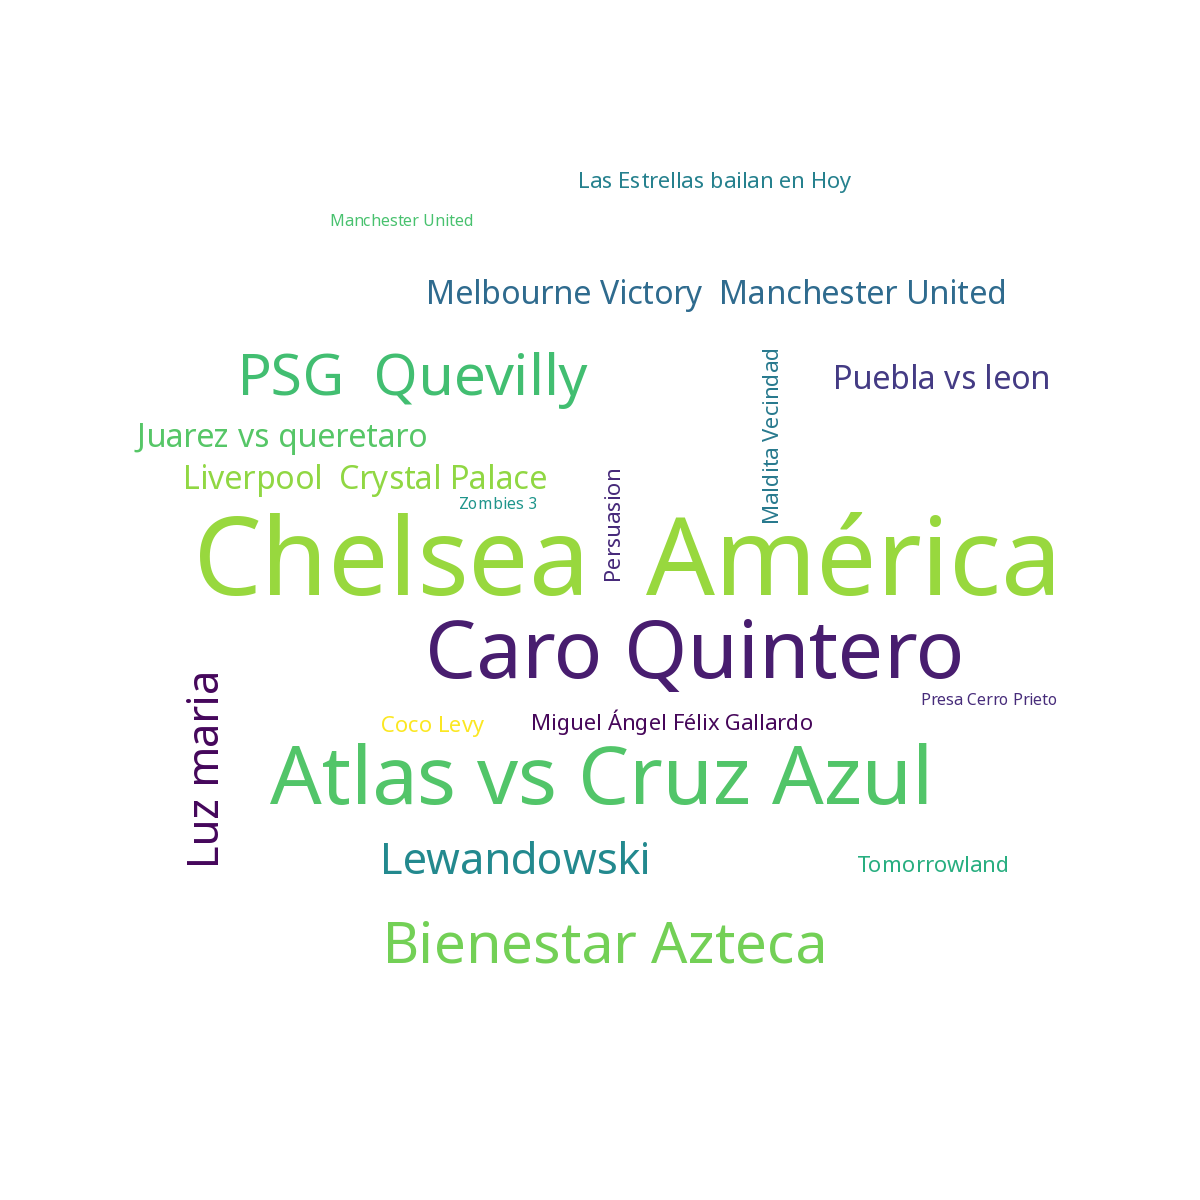 Las Estrellas bailan en Hoy
Manchester United
Melbourne Victory  Manchester United
PSG  Quevilly
Maldita Vecindad
Puebla vs leon
Juarez vs queretaro
Liverpool  Crystal Palace
Zombies 3
Persuasion
Chelsea  América
Caro Quintero
Luz maria
Presa Cerro Prieto
Coco Levy
Miguel Ángel Félix Gallardo
Atlas vs Cruz Azul
Lewandowski
Tomorrowland
Bienestar Azteca